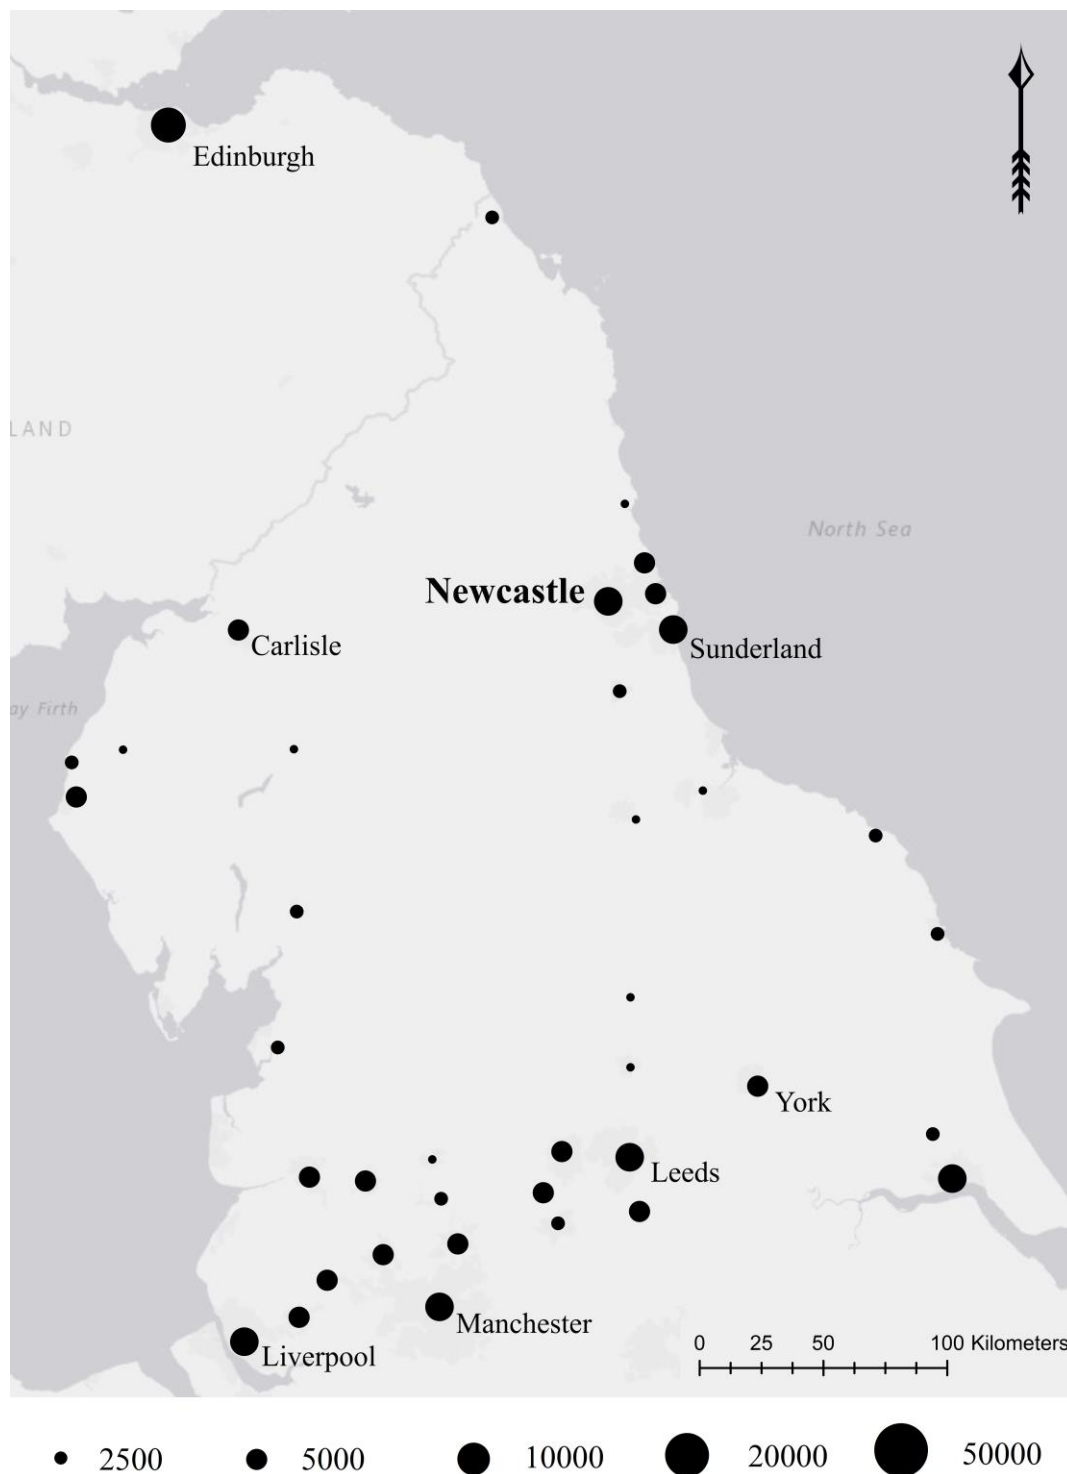 Edinburgh
LAND
North Sea
Newcastle
Carlisle
Sunderland
ay Firth
York
Leeds
Manchester
Liverpool
0 25 50 100 Kilometers
2500 5000 10000 20000 50000